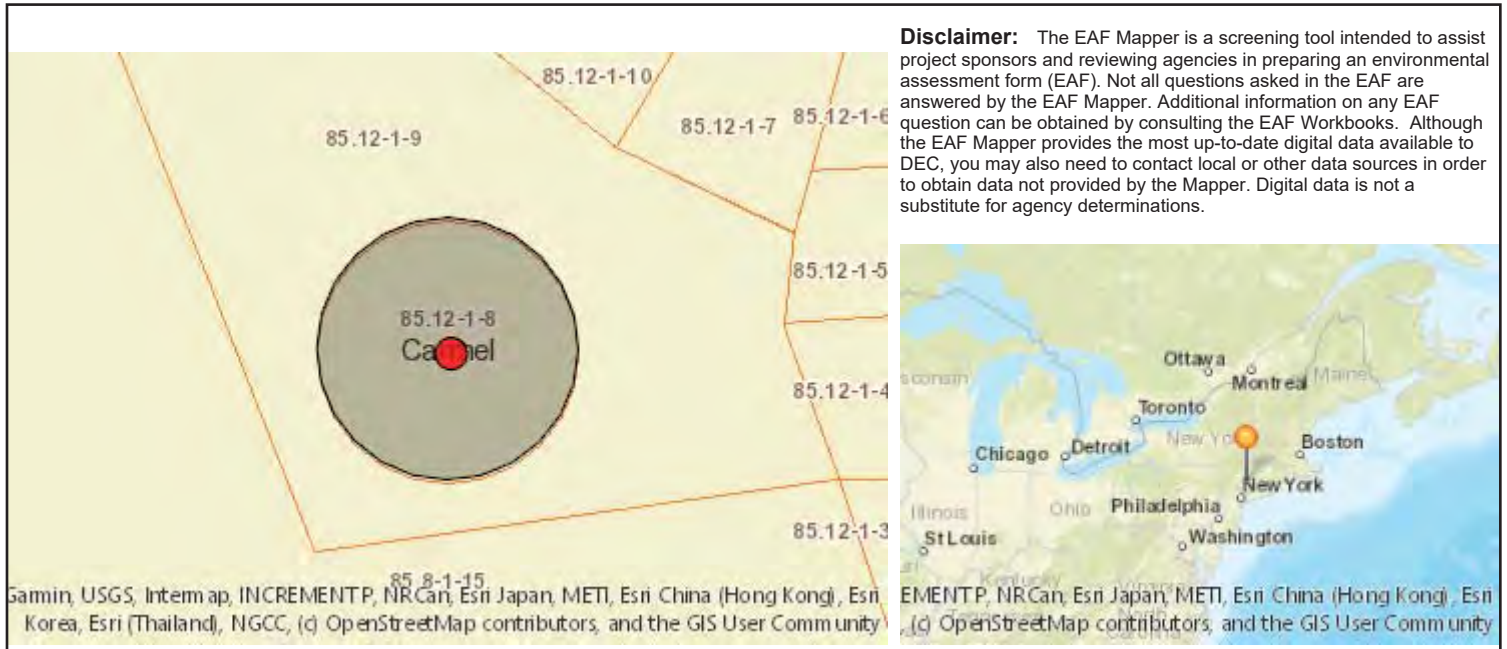 85.12-1-10
85.12-1-9
85.12-1-7
85.12-1-6
85.12-1-5
85.12-1-8
Carmel
85.12-1-4
85.12-1-3
85.8-1-15
Garmin, USGS, Intermap, INCREMENT P, NRCan, Esri Japan, METI, Esri China (Hong Kong), Esri
Korea, Esri (Thailand), NGCC, (c) OpenStreetMap contributors, and the GIS User Community
Disclaimer: The EAF Mapper is a screening tool intended to assist
project sponsors and reviewing agencies in preparing an environmental
assessment form (EAF). Not all questions asked in the EAF are
answered by the EAF Mapper. Additional information on any EAF
question can be obtained by consulting the EAF Workbooks. Although
the EAF Mapper provides the most up-to-date digital data available to
DEC, you may also need to contact local or other data sources in order
to obtain data not provided by the Mapper. Digital data is not a
substitute for agency determinations.
Ottawa
Montreal
Maine
sconsin
Toronto
New Yo
Boston
Chicago
Detroit
New York
Illinois
Ohio
Philadelphia
St Louis
Washington
Kentucky
Virginia
EMENT P, NRCan, Esri Japan, METI, Esri China (Hong Kong), Esri
North
Carolina
, (c) OpenStreetMap contributors, and the GIS User Community